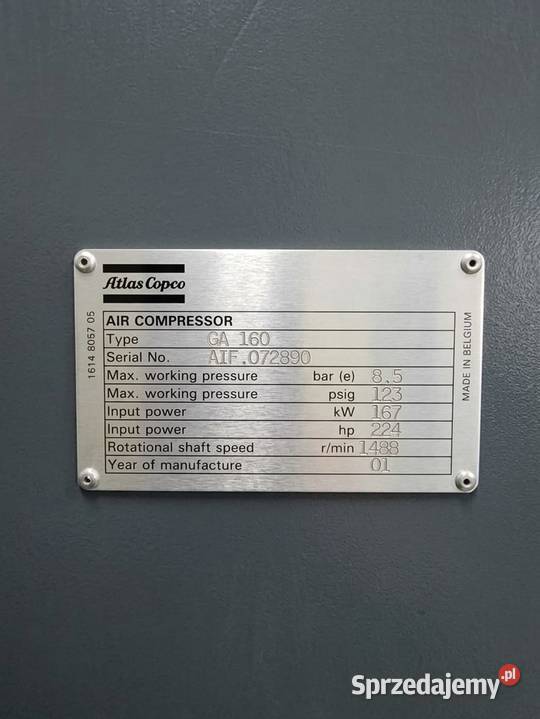 Atlas Copco
AIR COMPRESSOR
Type GA 160
Serial No. AIF.072890
Max. working pressure bar (e) 8.5
Max. working pressure psig 123
Input power kW 167
Input power hp 224
Rotational shaft speed r/min 1488
Year of manufacture 01
1614 8057 05
MADE IN BELGIUM
Sprzedajemy.pl